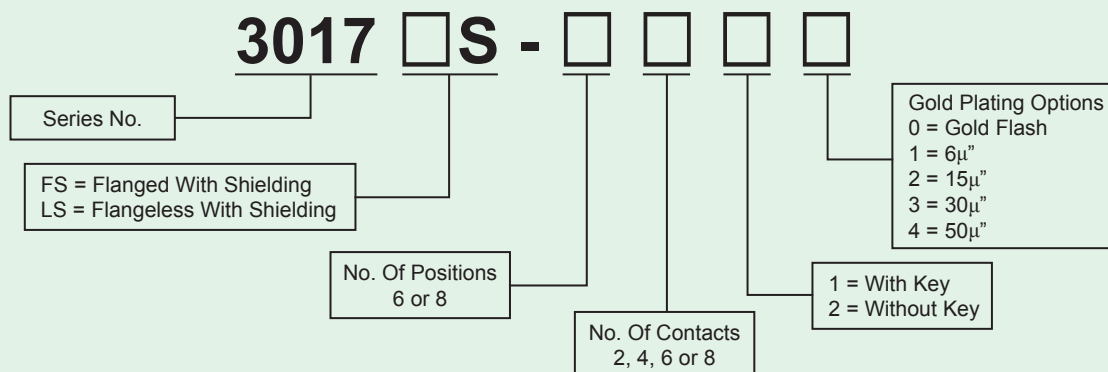 3017 □S - □ □ □ □
Series No.
FS = Flanged With Shielding
LS = Flangeless With Shielding
No. Of Positions
6 or 8
No. Of Contacts
2, 4, 6 or 8
1 = With Key
2 = Without Key
Gold Plating Options
0 = Gold Flash
1 = 6µ”
2 = 15µ”
3 = 30µ”
4 = 50µ”